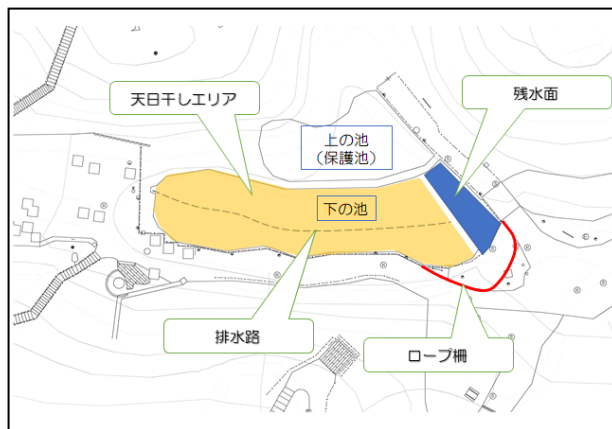 天日干しエリア
残水面
上の池
（保護池）
下の池
排水路
ロープ柵